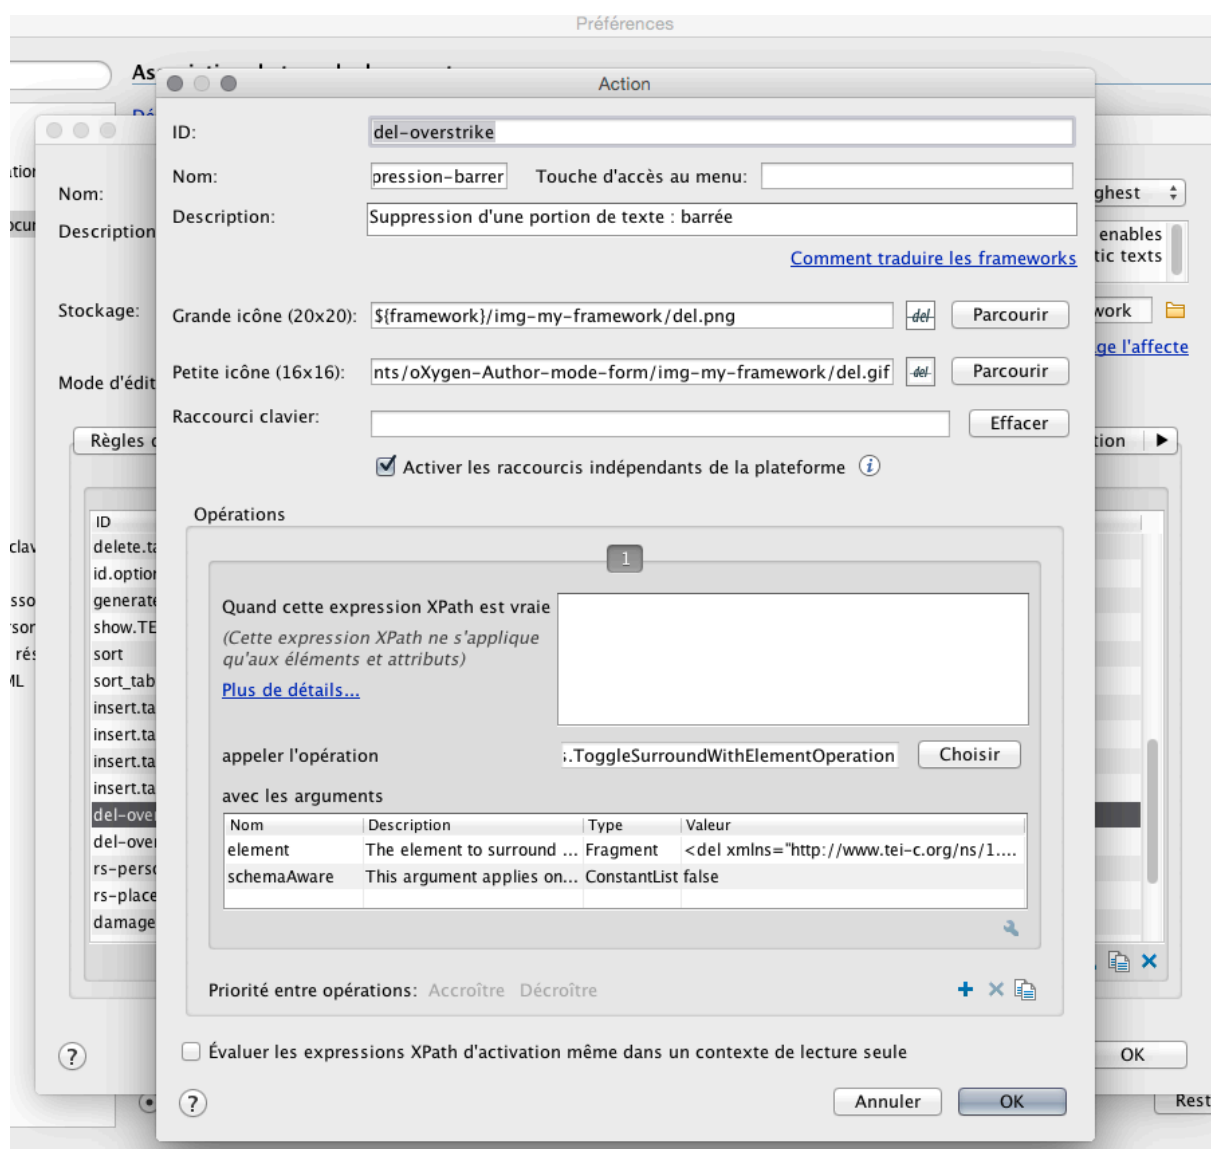 Préférences
Action
ID: del-overstrike
Nom: pression-barrer Touche d'accès au menu:
Description: Suppression d'une portion de texte : barrée
Comment traduire les frameworks
Grande icône (20x20): ${framework}/img-my-framework/del.png del Parcourir
Petite icône (16x16): nts/oXygen-Author-mode-form/img-my-framework/del.gif del Parcourir
Raccourci clavier: Effacer
Activer les raccourcis indépendants de la plateforme
Opérations
1
Quand cette expression XPath est vraie
(Cette expression XPath ne s'applique
qu'aux éléments et attributs)
Plus de détails...
appeler l'opération s.ToggleSurroundWithElementOperation Choisir
avec les arguments
Nom Description Type Valeur
element The element to surround ... Fragment <del xmlns="http://www.tei-c.org/ns/1....
schemaAware This argument applies on... ConstantList false
Priorité entre opérations: Accroître Décroître
Évaluer les expressions XPath d'activation même dans un contexte de lecture seule
? Annuler OK
Nom:
Description
Stockage:
Mode d'édit
Règles d
ID
delete.ta
id.option
generate
show.TE
sort
sort_tab
insert.ta
insert.ta
insert.ta
insert.ta
del-over
del-over
rs-perso
rs-place
damage
?
ghest
enables
tic texts
work
ge l'affecte
tion
OK
Rest